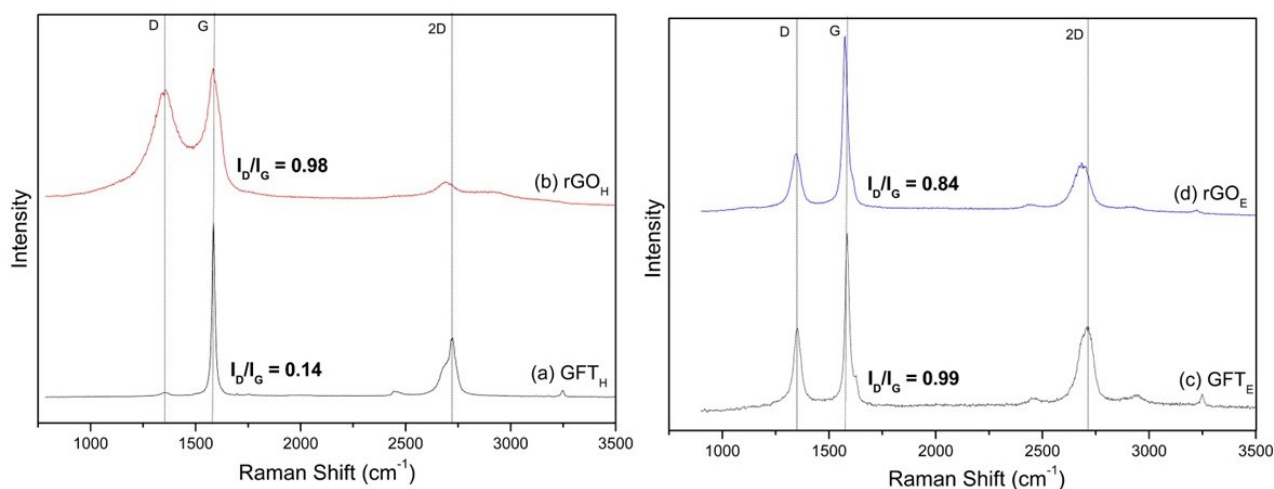 D G 2D
I_D/I_G = 0.98
(b) rGO_H
I_D/I_G = 0.14
(a) GFT_H
Intensity
1000 1500 2000 2500 3000 3500
Raman Shift (cm⁻¹)
D G 2D
I_D/I_G = 0.84
(d) rGO_E
I_D/I_G = 0.99
(c) GFT_E
Intensity
1000 1500 2000 2500 3000 3500
Raman Shift (cm⁻¹)